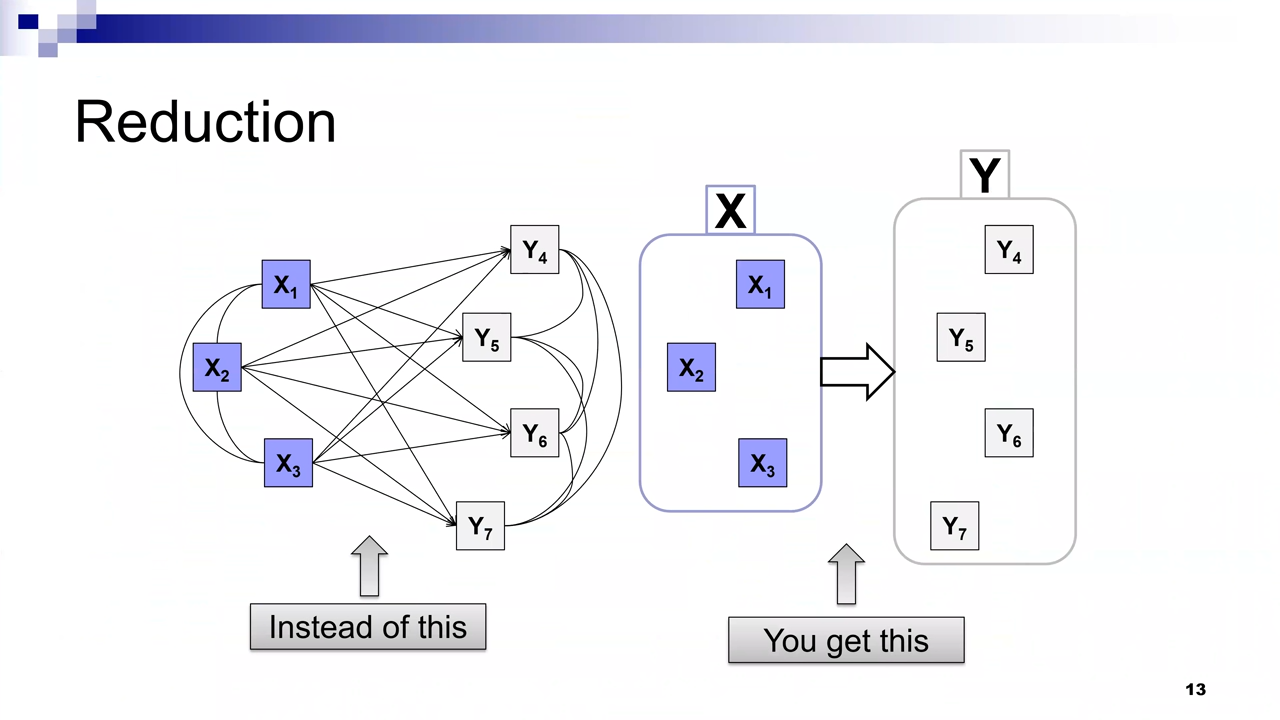 Reduction
X₁
X₂
X₃
Y₄
Y₅
Y₆
Y₇
Instead of this
X
X₁
X₂
X₃
Y
Y₄
Y₅
Y₆
Y₇
You get this
13